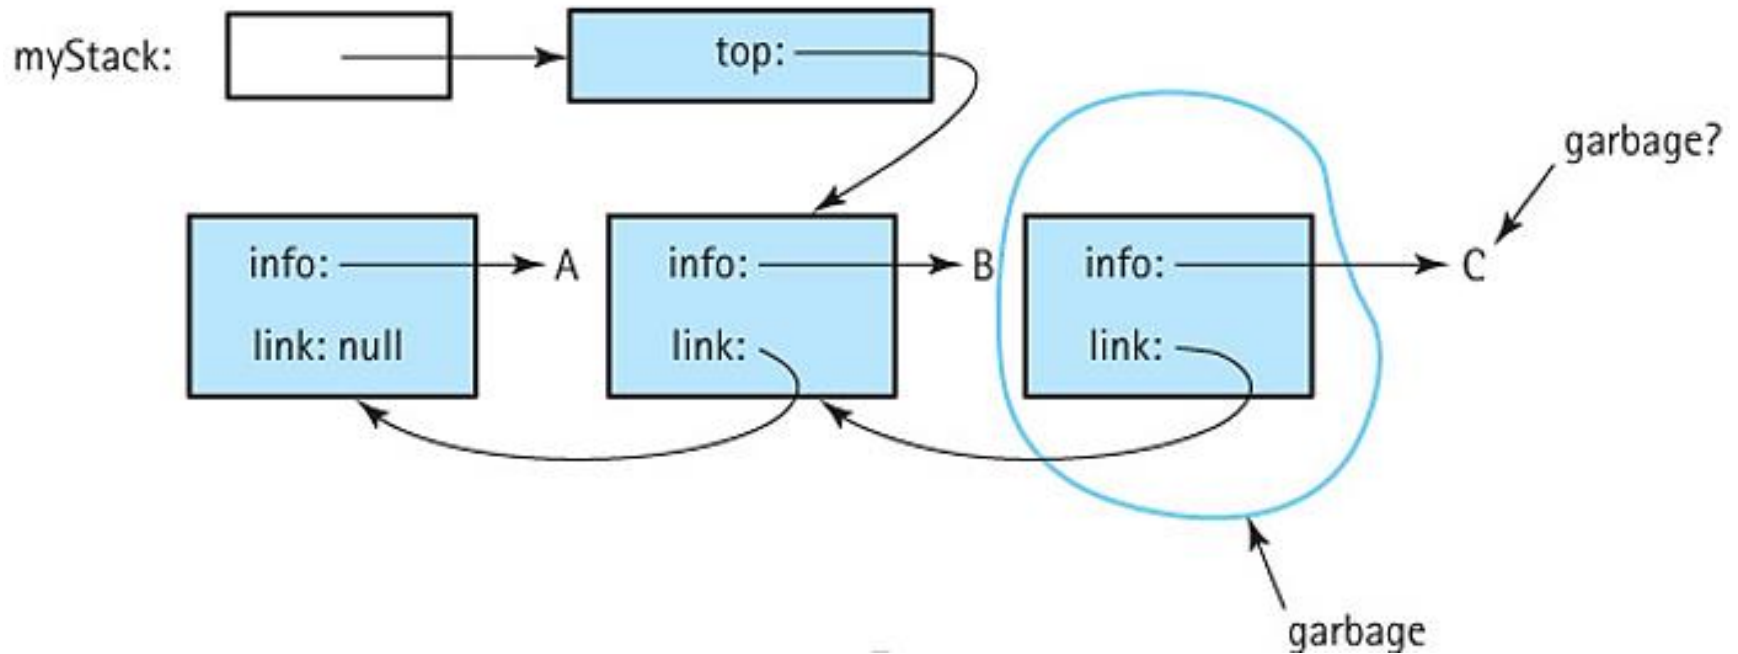 myStack:
top:
garbage?
info: A
info: B
info: C
link: null
link:
link:
garbage